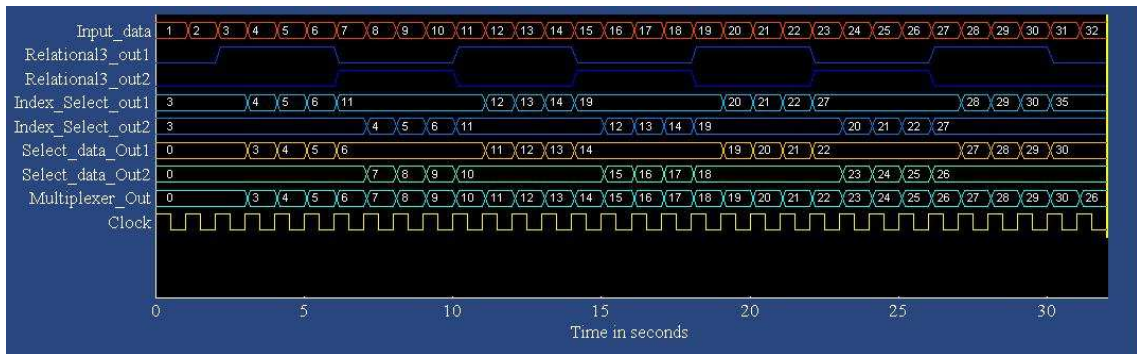 Input_data 1 2 3 4 5 6 7 8 9 10 11 12 13 14 15 16 17 18 19 20 21 22 23 24 25 26 27 28 29 30 31 32
Relational3_out1
Relational3_out2
Index_Select_out1 3 4 5 6 11 12 13 14 19 20 21 22 27 28 29 30 35
Index_Select_out2 3 4 5 6 11 12 13 14 19 20 21 22 27
Select_data_Out1 0 3 4 5 6 11 12 13 14 19 20 21 22 27 28 29 30
Select_data_Out2 0 7 8 9 10 15 16 17 18 23 24 25 26
Multiplexer_Out 0 3 4 5 6 7 8 9 10 11 12 13 14 15 16 17 18 19 20 21 22 23 24 25 26 27 28 29 30 26
Clock
0 5 10 15 20 25 30
Time in seconds